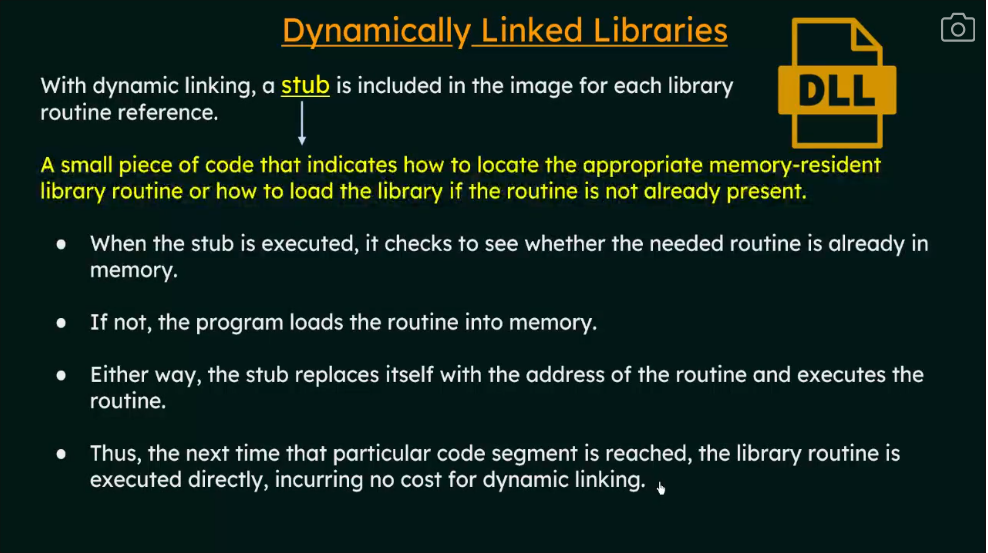 Dynamically Linked Libraries
DLL
With dynamic linking, a stub is included in the image for each library
routine reference.
A small piece of code that indicates how to locate the appropriate memory-resident
library routine or how to load the library if the routine is not already present.
● When the stub is executed, it checks to see whether the needed routine is already in
memory.
● If not, the program loads the routine into memory.
● Either way, the stub replaces itself with the address of the routine and executes the
routine.
● Thus, the next time that particular code segment is reached, the library routine is
executed directly, incurring no cost for dynamic linking.